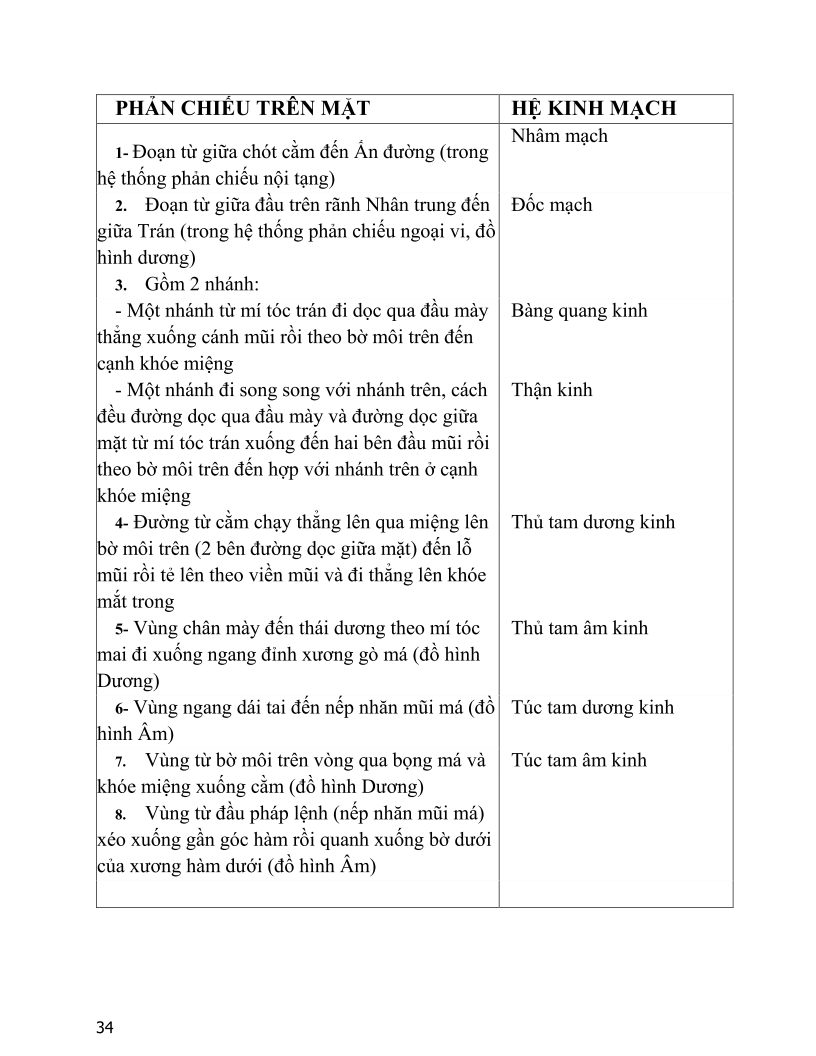 PHẢN CHIẾU TRÊN MẶT
HỆ KINH MẠCH
1- Đoạn từ giữa chót cằm đến Ấn đường (trong
hệ thống phản chiếu nội tạng)
Nhâm mạch
2. Đoạn từ giữa đầu trên rãnh Nhân trung đến
giữa Trán (trong hệ thống phản chiếu ngoại vi, đồ
hình dương)
Đốc mạch
3. Gồm 2 nhánh:
- Một nhánh từ mí tóc trán đi dọc qua đầu mày
thẳng xuống cánh mũi rồi theo bờ môi trên đến
cạnh khóe miệng
Bàng quang kinh
- Một nhánh đi song song với nhánh trên, cách
đều đường dọc qua đầu mày và đường dọc giữa
mặt từ mí tóc trán xuống đến hai bên đầu mũi rồi
theo bờ môi trên đến hợp với nhánh trên ở cạnh
khóe miệng
Thận kinh
4- Đường từ cằm chạy thẳng lên qua miệng lên
bờ môi trên (2 bên đường dọc giữa mặt) đến lỗ
mũi rồi tẻ lên theo viền mũi và đi thẳng lên khóe
mắt trong
Thủ tam dương kinh
5- Vùng chân mày đến thái dương theo mí tóc
mai đi xuống ngang đỉnh xương gò má (đồ hình
Dương)
Thủ tam âm kinh
6- Vùng ngang dái tai đến nếp nhăn mũi má (đồ
hình Âm)
Túc tam dương kinh
7. Vùng từ bờ môi trên vòng qua bọng má và
khóe miệng xuống cằm (đồ hình Dương)
Túc tam âm kinh
8. Vùng từ đầu pháp lệnh (nếp nhăn mũi má)
xéo xuống gần góc hàm rồi quanh xuống bờ dưới
của xương hàm dưới (đồ hình Âm)
34